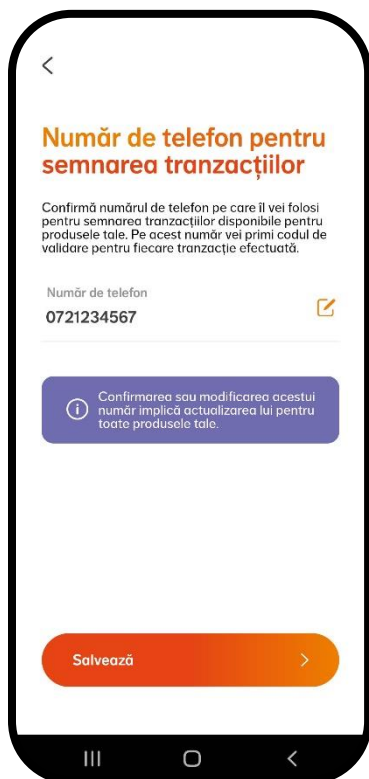 Număr de telefon pentru
semnarea tranzacțiilor
Confirmă numărul de telefon pe care îl vei folosi
pentru semnarea tranzacțiilor disponibile pentru
produsele tale. Pe acest număr vei primi codul de
validare pentru fiecare tranzacție efectuată.
Număr de telefon
0721234567
Confirmarea sau modificarea acestui
număr implică actualizarea lui pentru
toate produsele tale.
Salvează